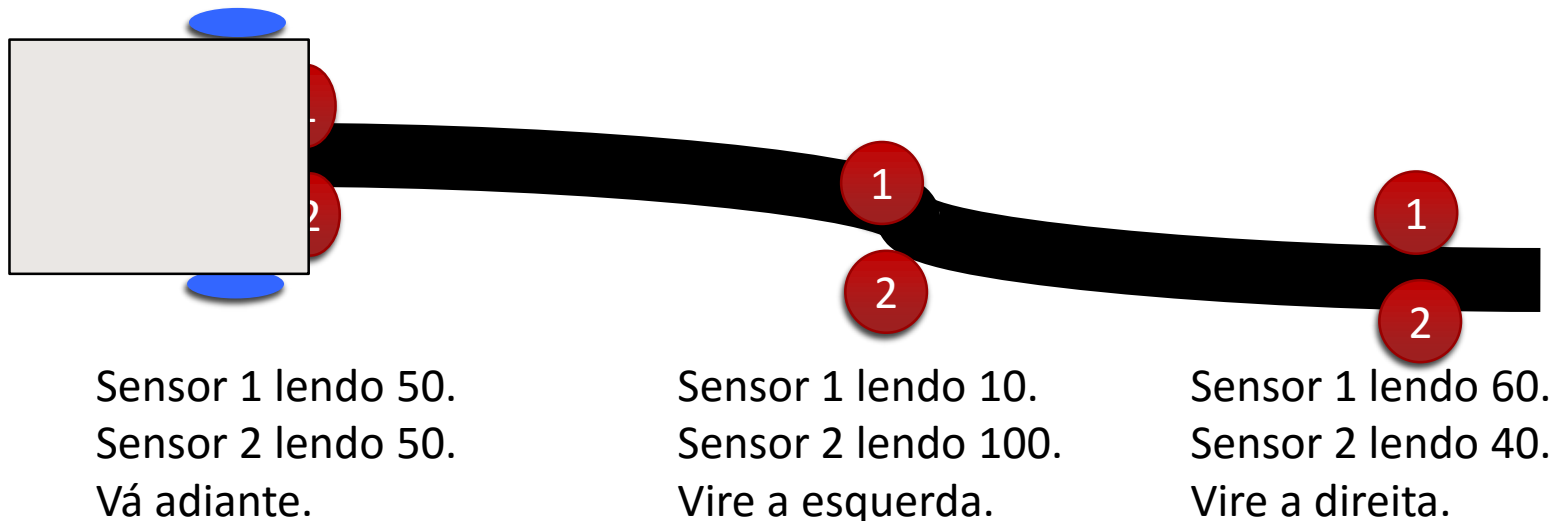 1
2
1
2
1
2
Sensor 1 lendo 50.
Sensor 2 lendo 50.
Vá adiante.
Sensor 1 lendo 10.
Sensor 2 lendo 100.
Vire a esquerda.
Sensor 1 lendo 60.
Sensor 2 lendo 40.
Vire a direita.